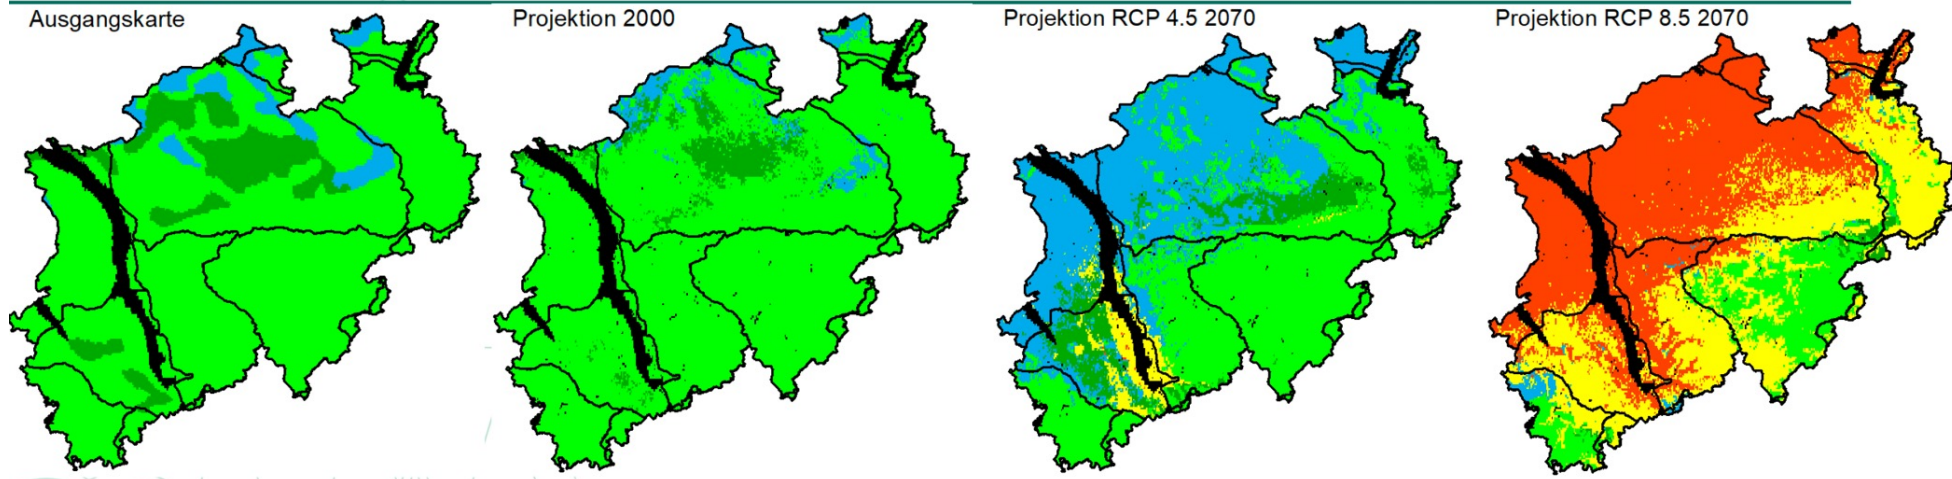 Ausgangskarte
Projektion 2000
Projektion RCP 4.5 2070
Projektion RCP 8.5 2070